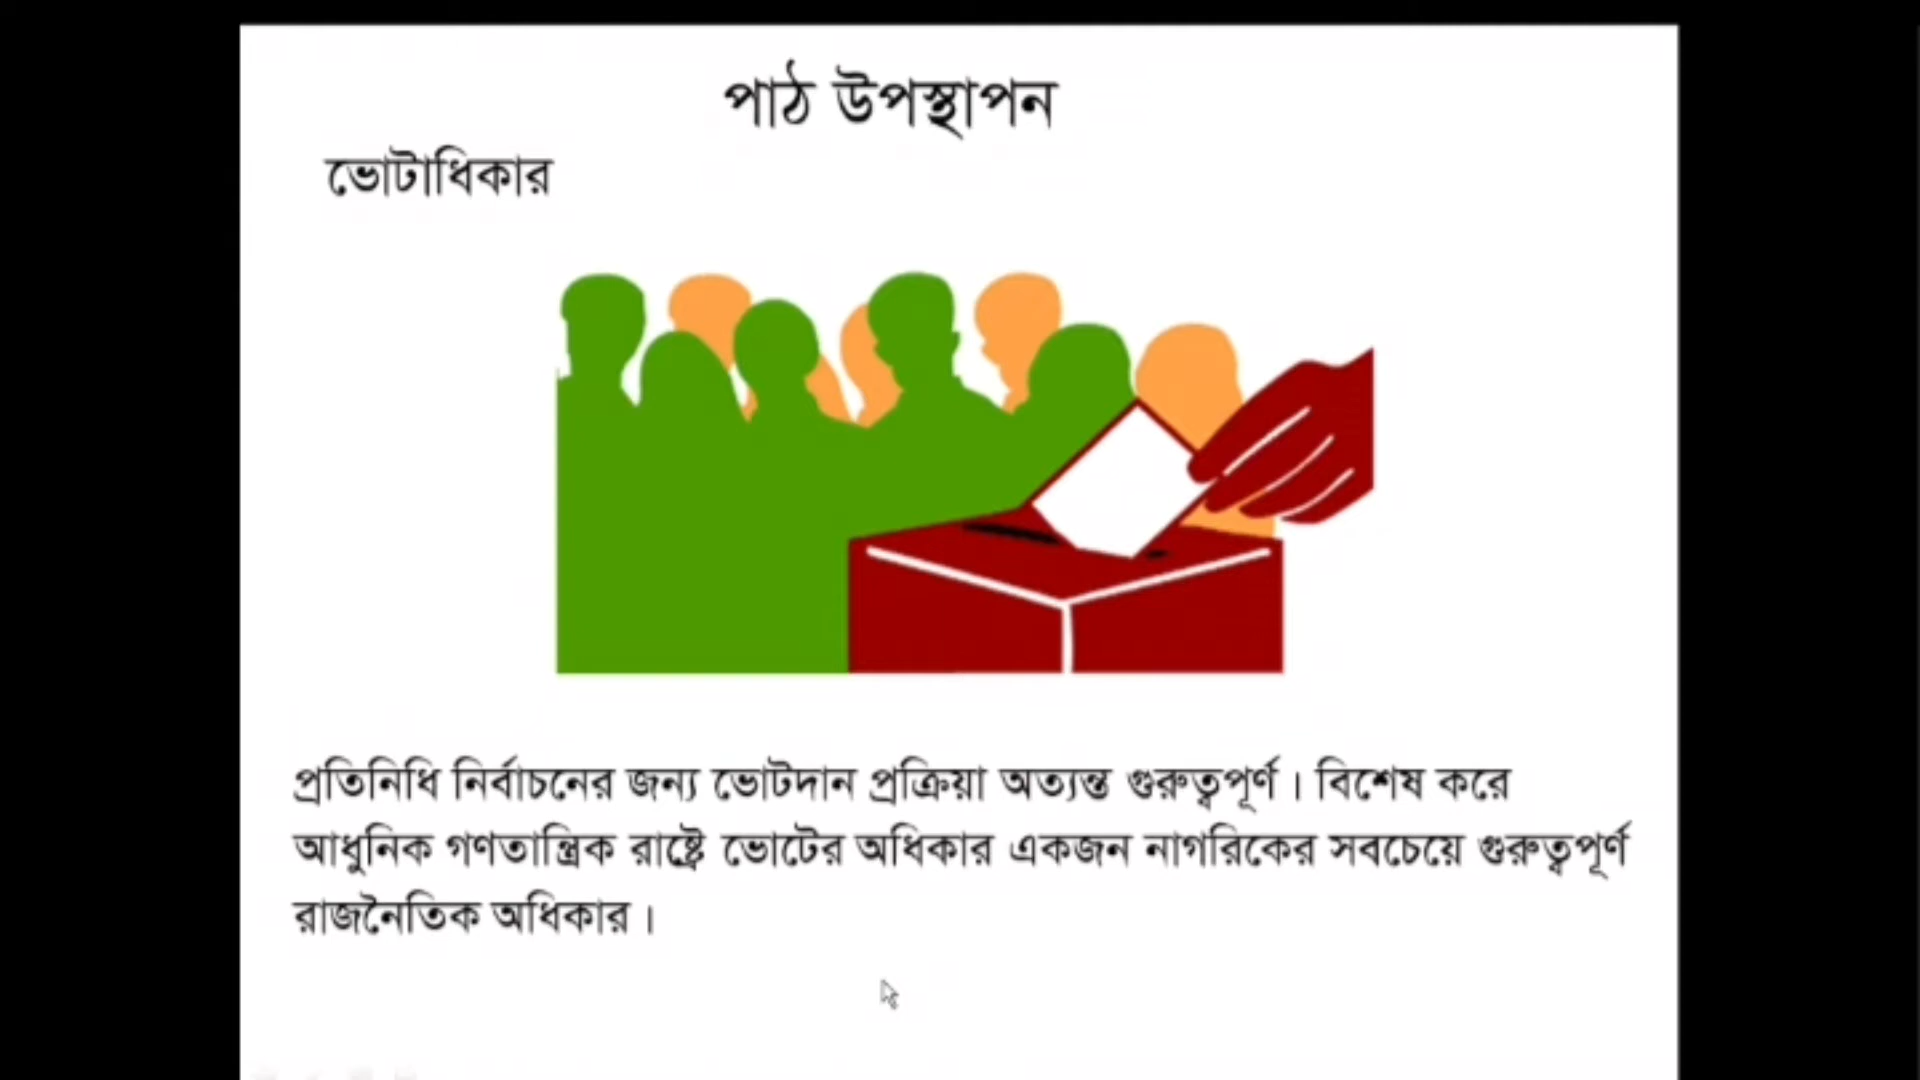 পাঠ উপস্থাপন
ভোটাধিকার
প্রতিনিধি নির্বাচনের জন্য ভোটদান প্রক্রিয়া অত্যন্ত গুরুত্বপূর্ণ। বিশেষ করে
আধুনিক গণতান্ত্রিক রাষ্ট্রে ভোটের অধিকার একজন নাগরিকের সবচেয়ে গুরুত্বপূর্ণ
রাজনৈতিক অধিকার।